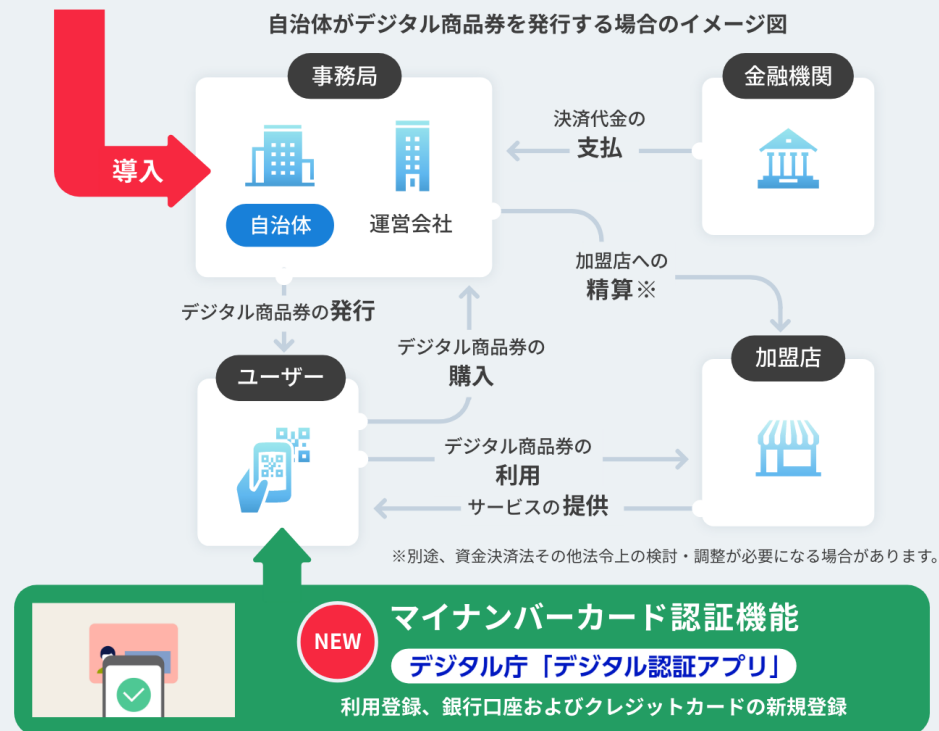 自治体がデジタル商品券を発行する場合のイメージ図
事務局
金融機関
決済代金の
支払
導入
自治体
運営会社
加盟店への
精算※
デジタル商品券の発行
デジタル商品券の
購入
ユーザー
加盟店
デジタル商品券の
利用
サービスの提供
※別途、資金決済法その他法令上の検討・調整が必要になる場合があります。
NEW
マイナンバーカード認証機能
デジタル庁「デジタル認証アプリ」
利用登録、銀行口座およびクレジットカードの新規登録